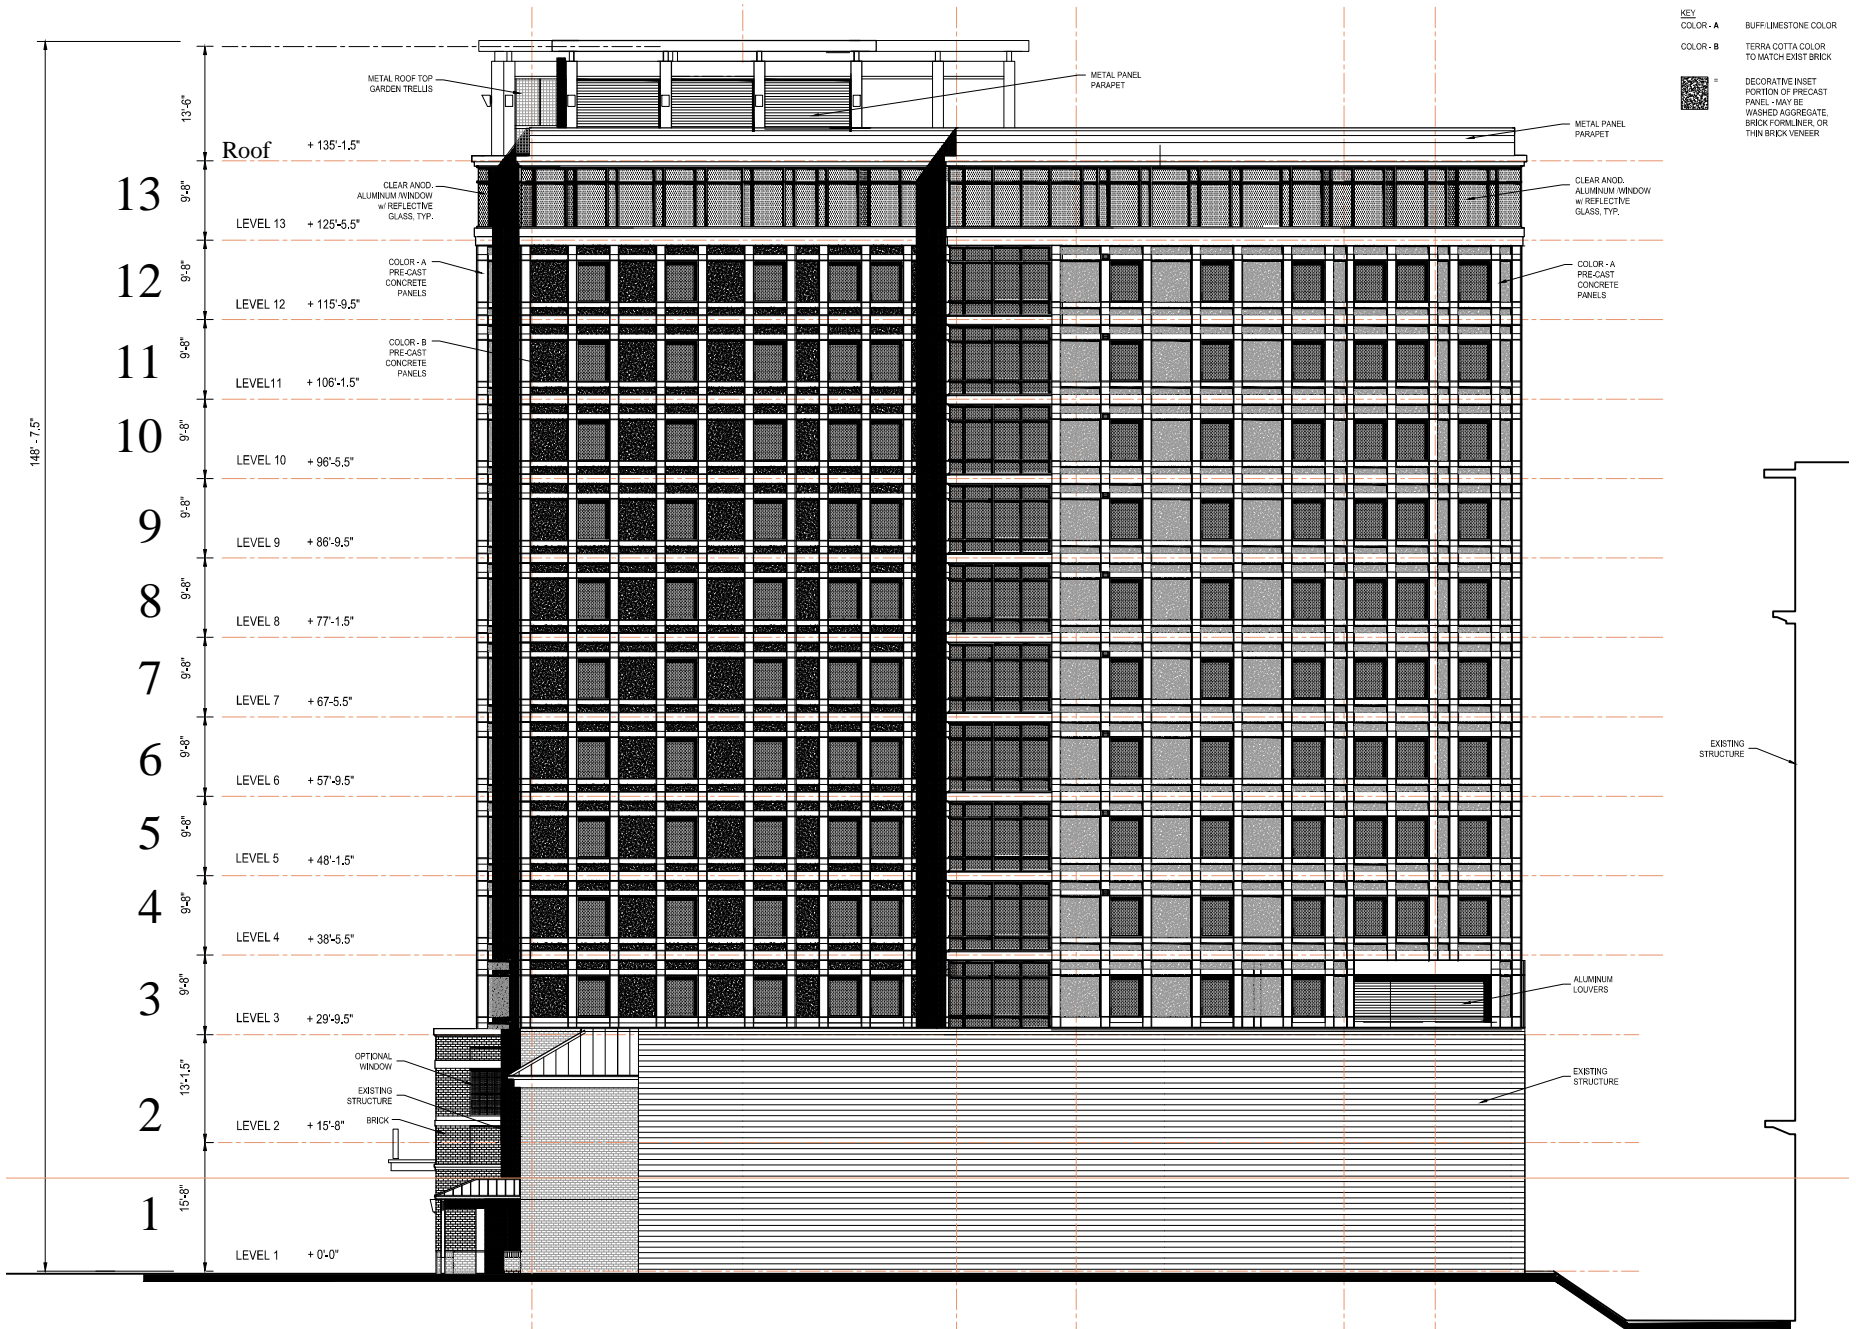 KEY
COLOR - A BUFF/LIMESTONE COLOR
COLOR - B TERRA COTTA COLOR
TO MATCH EXIST BRICK
= DECORATIVE INSET
PORTION OF PRECAST
PANEL - MAY BE
WASHED AGGREGATE,
BRICK FORMLINER, OR
THIN BRICK VENEER
148' - 7.5"
13'-6"
METAL ROOF TOP
GARDEN TRELLIS
METAL PANEL
PARAPET
METAL PANEL
PARAPET
Roof + 135'-1.5"
13
9'-8"
CLEAR ANOD.
ALUMINUM /WINDOW
w/ REFLECTIVE
GLASS, TYP.
CLEAR ANOD.
ALUMINUM /WINDOW
w/ REFLECTIVE
GLASS, TYP.
LEVEL 13 + 125'-5.5"
12
9'-8"
COLOR - A
PRE-CAST
CONCRETE
PANELS
COLOR - A
PRE-CAST
CONCRETE
PANELS
LEVEL 12 + 115'-9.5"
11
9'-8"
COLOR - B
PRE-CAST
CONCRETE
PANELS
LEVEL11 + 106'-1.5"
10
9'-8"
LEVEL 10 + 96'-5.5"
9
9'-8"
LEVEL 9 + 86'-9.5"
8
9'-8"
LEVEL 8 + 77'-1.5"
7
9'-8"
LEVEL 7 + 67-5.5"
6
9'-8"
EXISTING
STRUCTURE
LEVEL 6 + 57'-9.5"
5
9'-8"
LEVEL 5 + 48'-1.5"
4
9'-8"
LEVEL 4 + 38'-5.5"
3
9'-8"
ALUMINUM
LOUVERS
LEVEL 3 + 29'-9.5"
2
13'-1.5"
OPTIONAL
WINDOW
EXISTING
STRUCTURE
BRICK
EXISTING
STRUCTURE
LEVEL 2 + 15'-8"
1
15'-8"
LEVEL 1 + 0'-0"